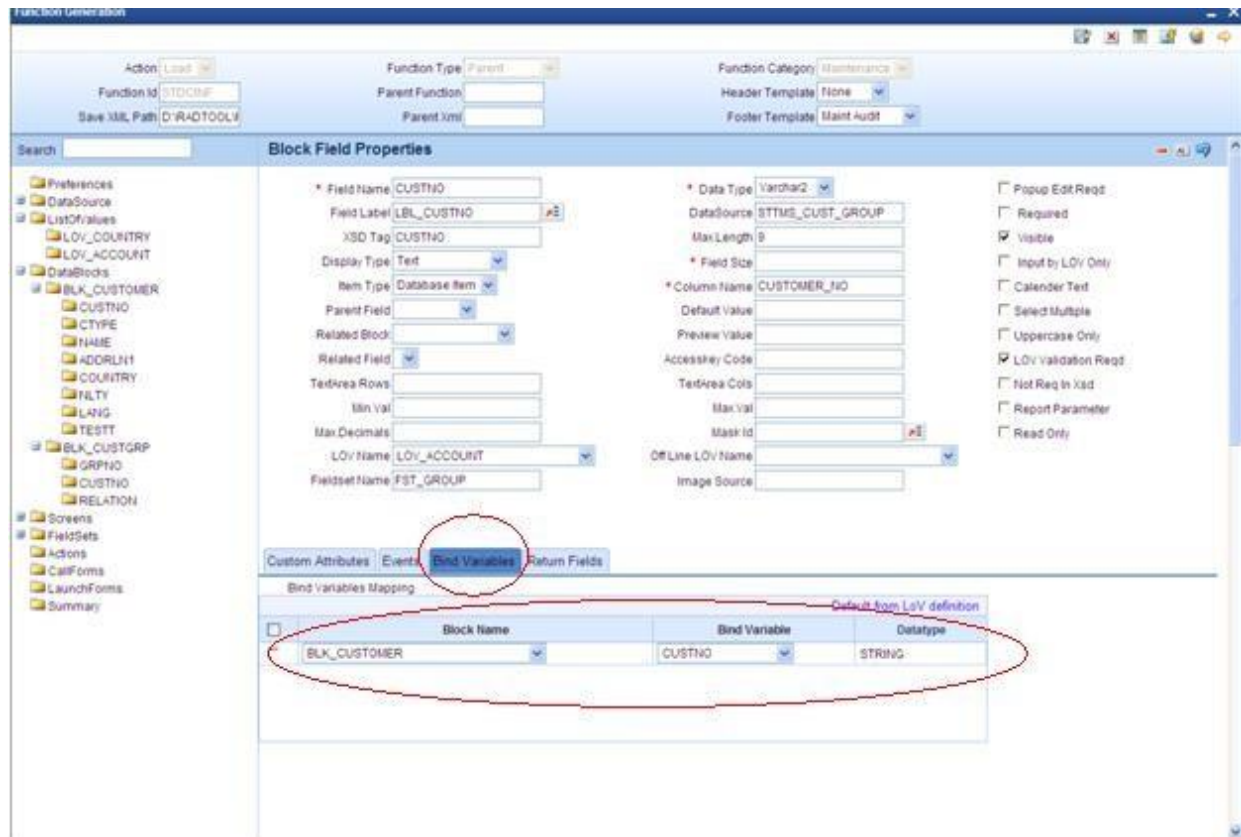 Function Generation
Action Load Function Type Parent Function Category Maintenance
Function Id STDCINF Parent Function Header Template None
Save XML Path D:\RADTOOL\ Parent Xml Footer Template Maint Audit
Search Block Field Properties
Preferences
DataSource
ListOfValues
LOV_COUNTRY
LOV_ACCOUNT
DataBlocks
BLK_CUSTOMER
CUSTNO
CTYPE
NAME
ADDRLN1
COUNTRY
NLTY
LANG
TESTT
BLK_CUSTGRP
GRPNO
CUSTNO
RELATION
Screens
FieldSets
Actions
CallForms
LaunchForms
Summary
* Field Name CUSTNO * Data Type Varchar2 Popup Edit Reqd
Field Label LBL_CUSTNO DataSource STTMS_CUST_GROUP Required
XSD Tag CUSTNO Max Length 9 Visible
Display Type Text * Field Size Input by LOV Only
Item Type Database Item * Column Name CUSTOMER_NO Calender Text
Parent Field Default Value Select Multiple
Related Block Preview Value Uppercase Only
Related Field Accesskey Code LOV Validation Reqd
TextArea Rows TextArea Cols Not Req In Xsd
Min Val Max Val Report Parameter
Max Decimals Mask Id Read Only
LOV Name LOV_ACCOUNT Off Line LOV Name
Fieldset Name FST_GROUP Image Source
Custom Attributes Events Bind Variables Return Fields
Bind Variables Mapping
Default from LoV definition
Block Name Bind Variable Datatype
BLK_CUSTOMER CUSTNO STRING